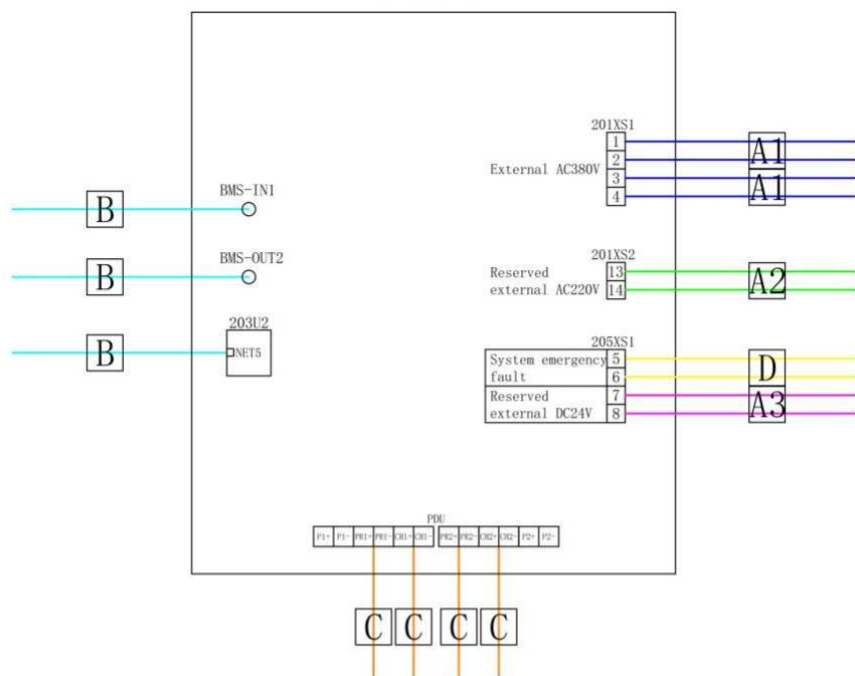 201XS1
1
External AC380V
2
3
4
A1
A1
BMS-IN1
B
BMS-OUT2
B
201XS2
Reserved
external AC220V
13
14
A2
203U2
NET5
B
205XS1
System emergency
fault
5
6
D
Reserved
external DC24V
7
8
A3
PDU
P1+ P1- PR1+ PR1- CH1+ CH1- PR2+ PR2- CH2+ CH2- P2+ P2-
C C C C